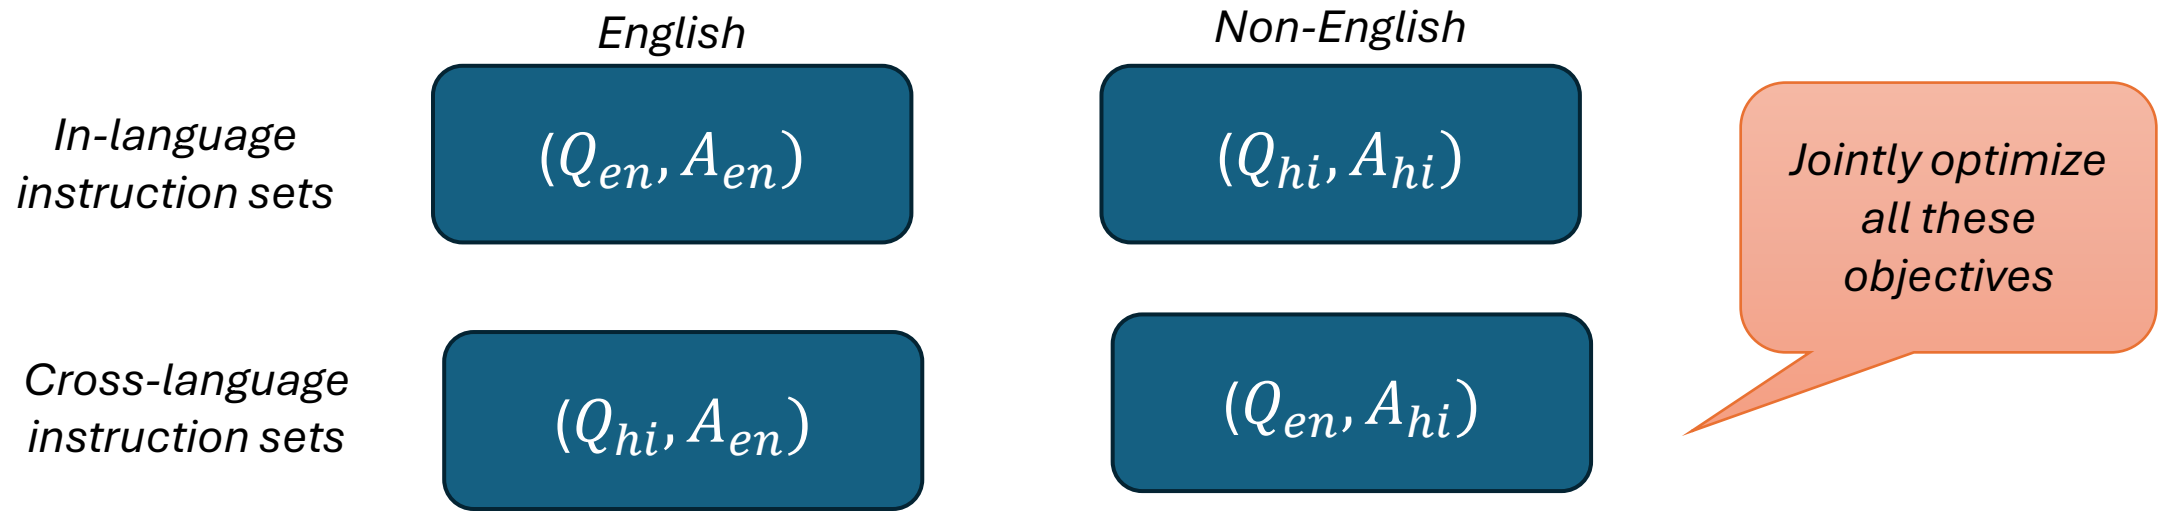 English
Non-English
In-language
instruction sets
(Q_en, A_en)
(Q_hi, A_hi)
Jointly optimize
all these
objectives
Cross-language
instruction sets
(Q_hi, A_en)
(Q_en, A_hi)